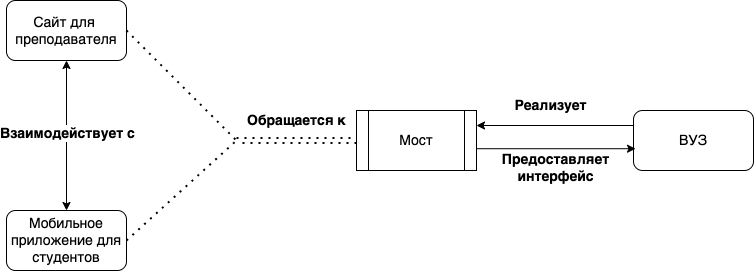 Сайт для
преподавателя
Взаимодействует с
Мобильное
приложение для
студентов
Обращается к
Мост
Реализует
Предоставляет
интерфейс
ВУЗ